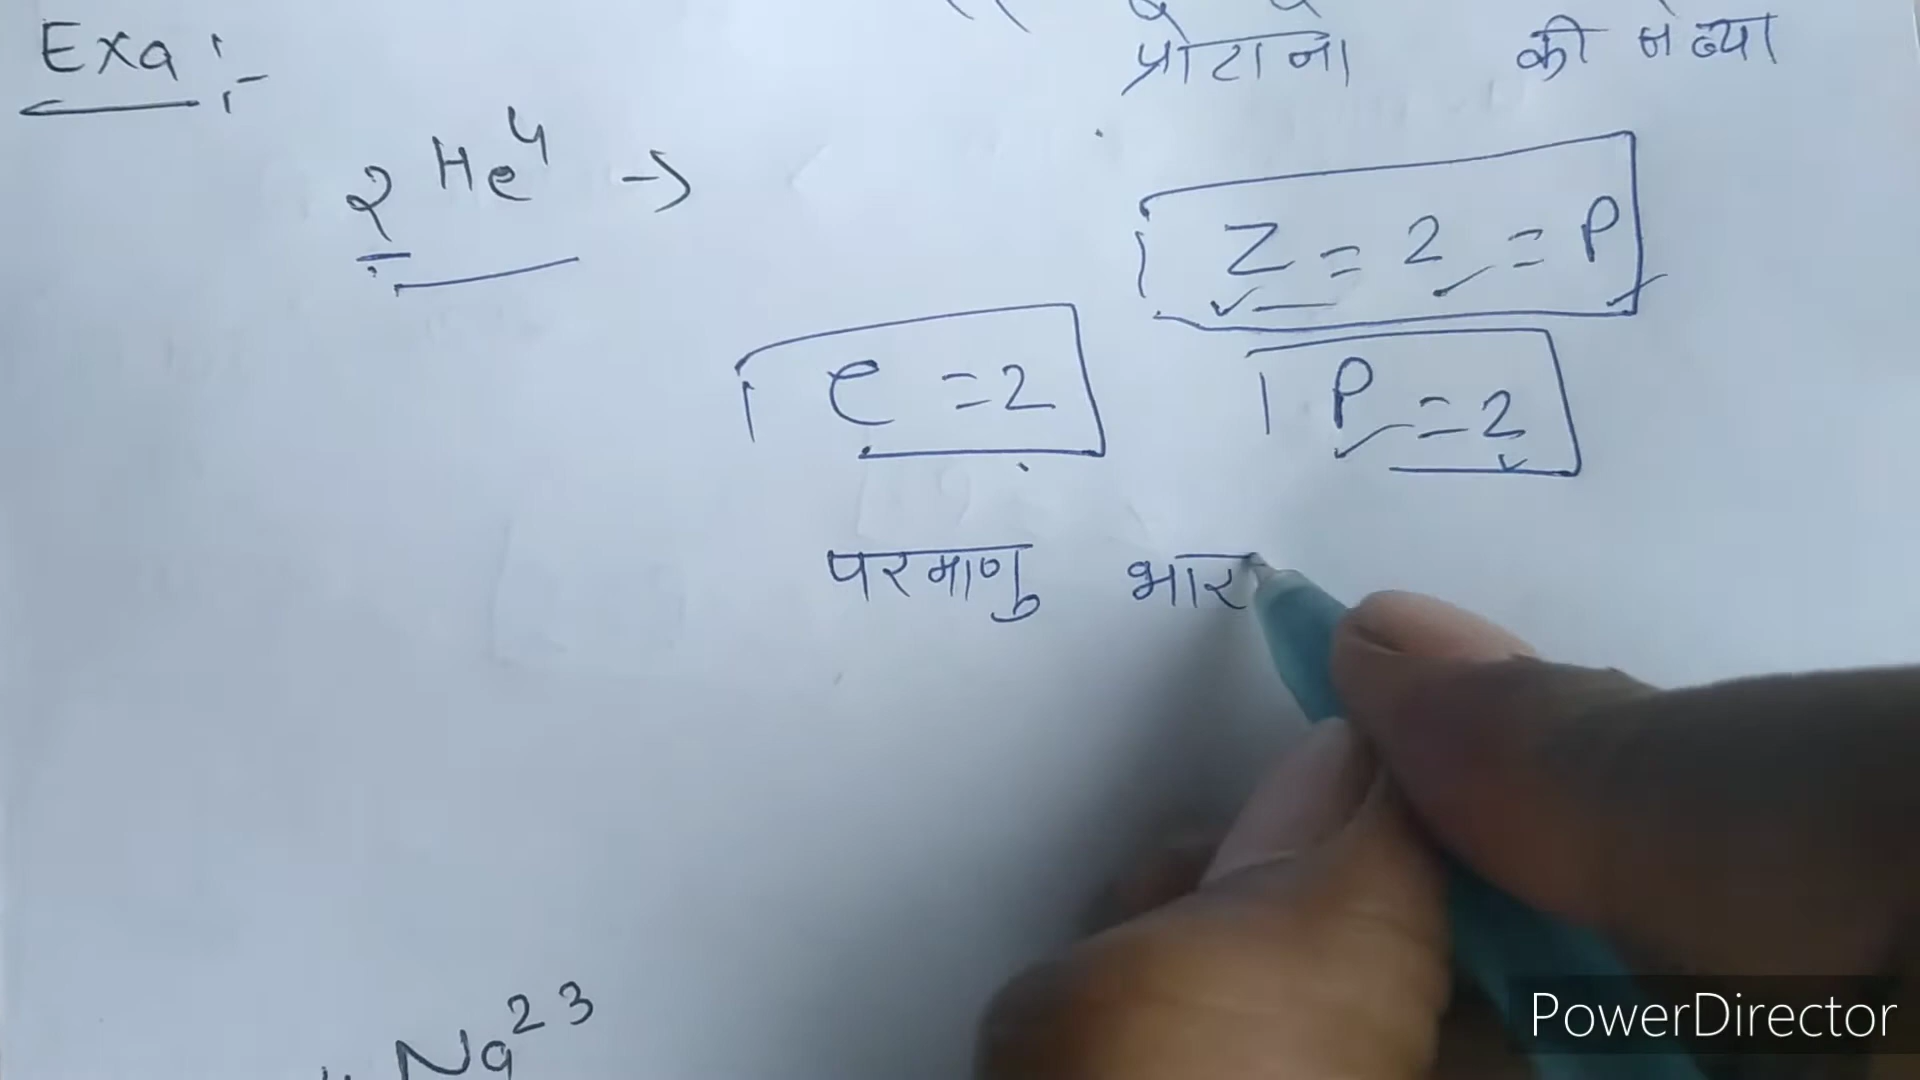 प्रोटानो की संख्या
Exa :-
2He4 →
Z = 2 = P
e = 2
P = 2
परमाणु भार
Na23
PowerDirector